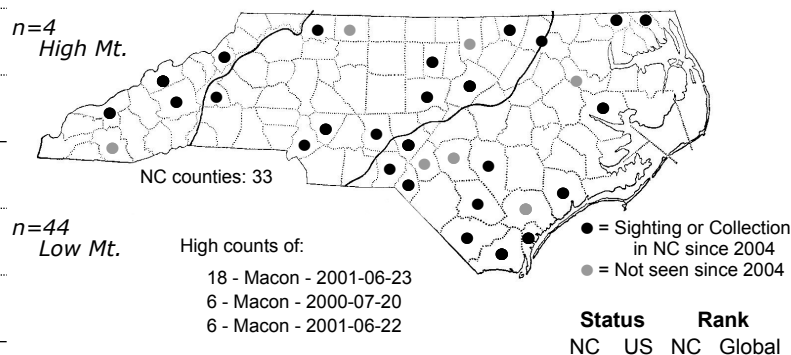 n=4
High Mt.
NC counties: 33
n=44
Low Mt.
High counts of:
18 - Macon - 2001-06-23
6 - Macon - 2000-07-20
6 - Macon - 2001-06-22
= Sighting or Collection
in NC since 2004
= Not seen since 2004
Status Rank
NC US NC Global